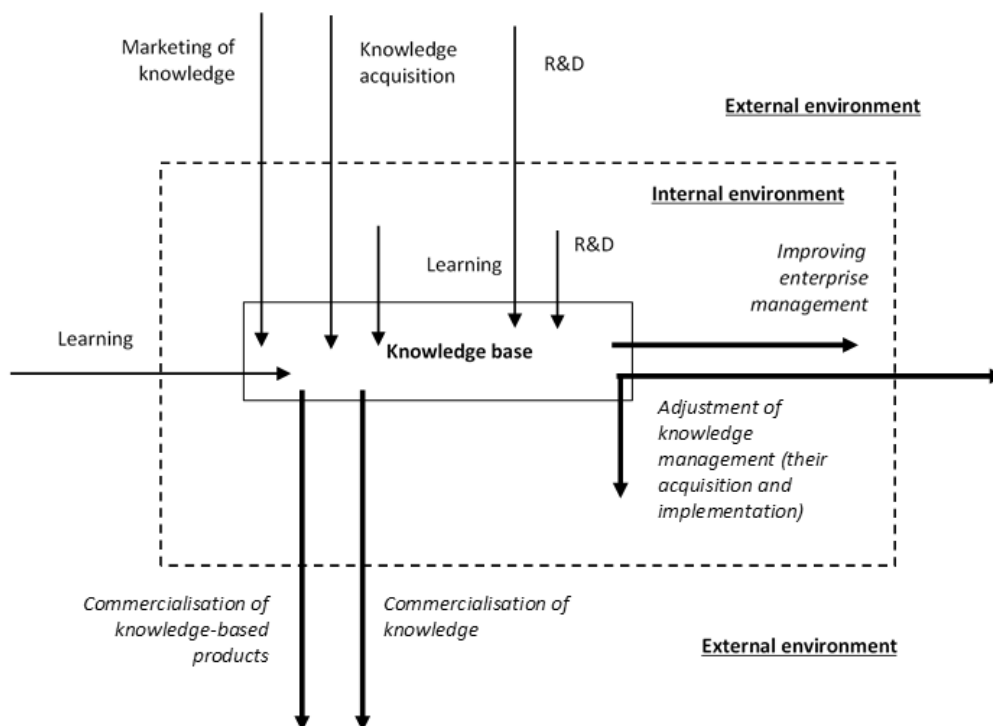 Marketing of
knowledge
Knowledge
acquisition
R&D
External environment
Internal environment
Learning
R&D
Improving
enterprise
management
Learning
Knowledge base
Adjustment of
knowledge
management (their
acquisition and
implementation)
Commercialisation of
knowledge-based
products
Commercialisation of
knowledge
External environment